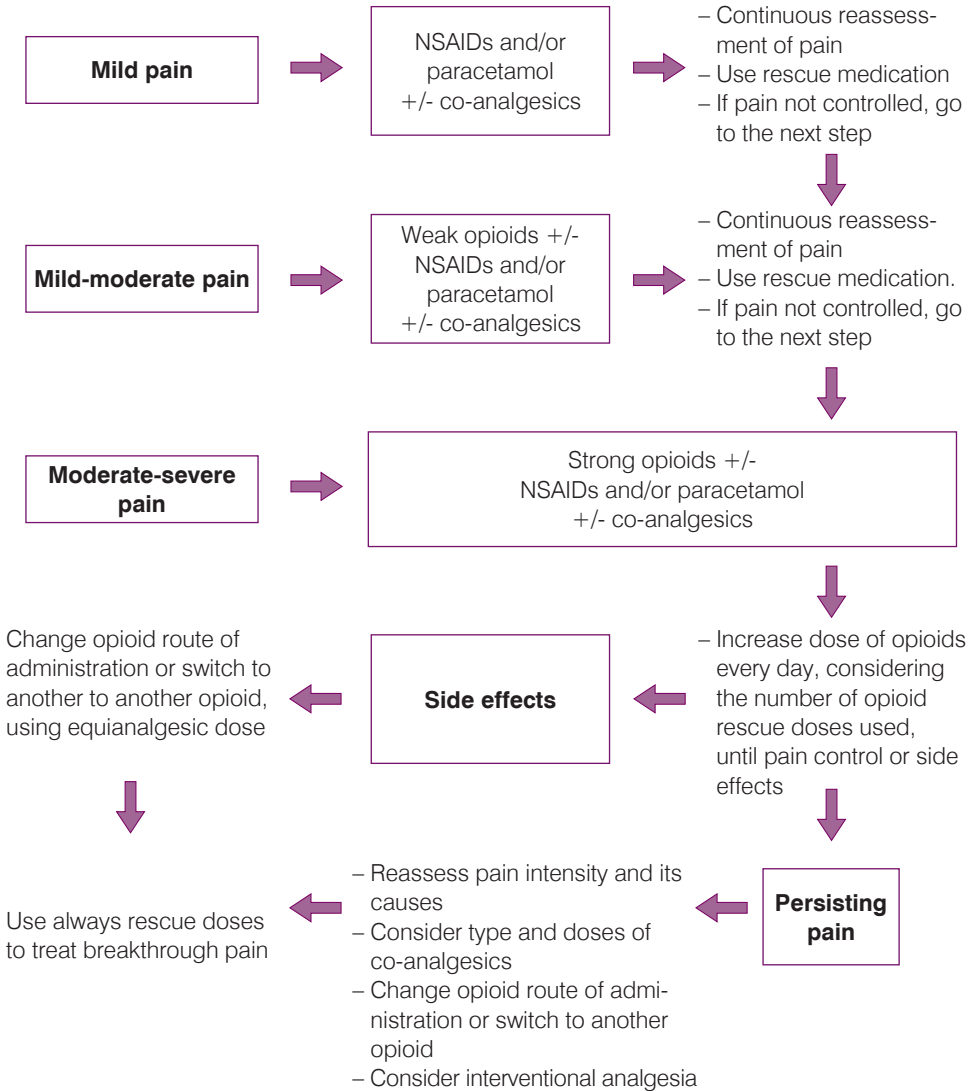 Mild pain
NSAIDs and/or
paracetamol
+/- co-analgesics
– Continuous reassess-
ment of pain
– Use rescue medication
– If pain not controlled, go
to the next step
Mild-moderate pain
Weak opioids +/-
NSAIDs and/or
paracetamol
+/- co-analgesics
– Continuous reassess-
ment of pain
– Use rescue medication.
– If pain not controlled, go
to the next step
Moderate-severe
pain
Strong opioids +/-
NSAIDs and/or paracetamol
+/- co-analgesics
– Increase dose of opioids
every day, considering
the number of opioid
rescue doses used,
until pain control or side
effects
Side effects
Change opioid route of
administration or switch to
another to another opioid,
using equianalgesic dose
Persisting
pain
– Reassess pain intensity and its
causes
– Consider type and doses of
co-analgesics
– Change opioid route of admi-
nistration or switch to another
opioid
– Consider interventional analgesia
Use always rescue doses
to treat breakthrough pain